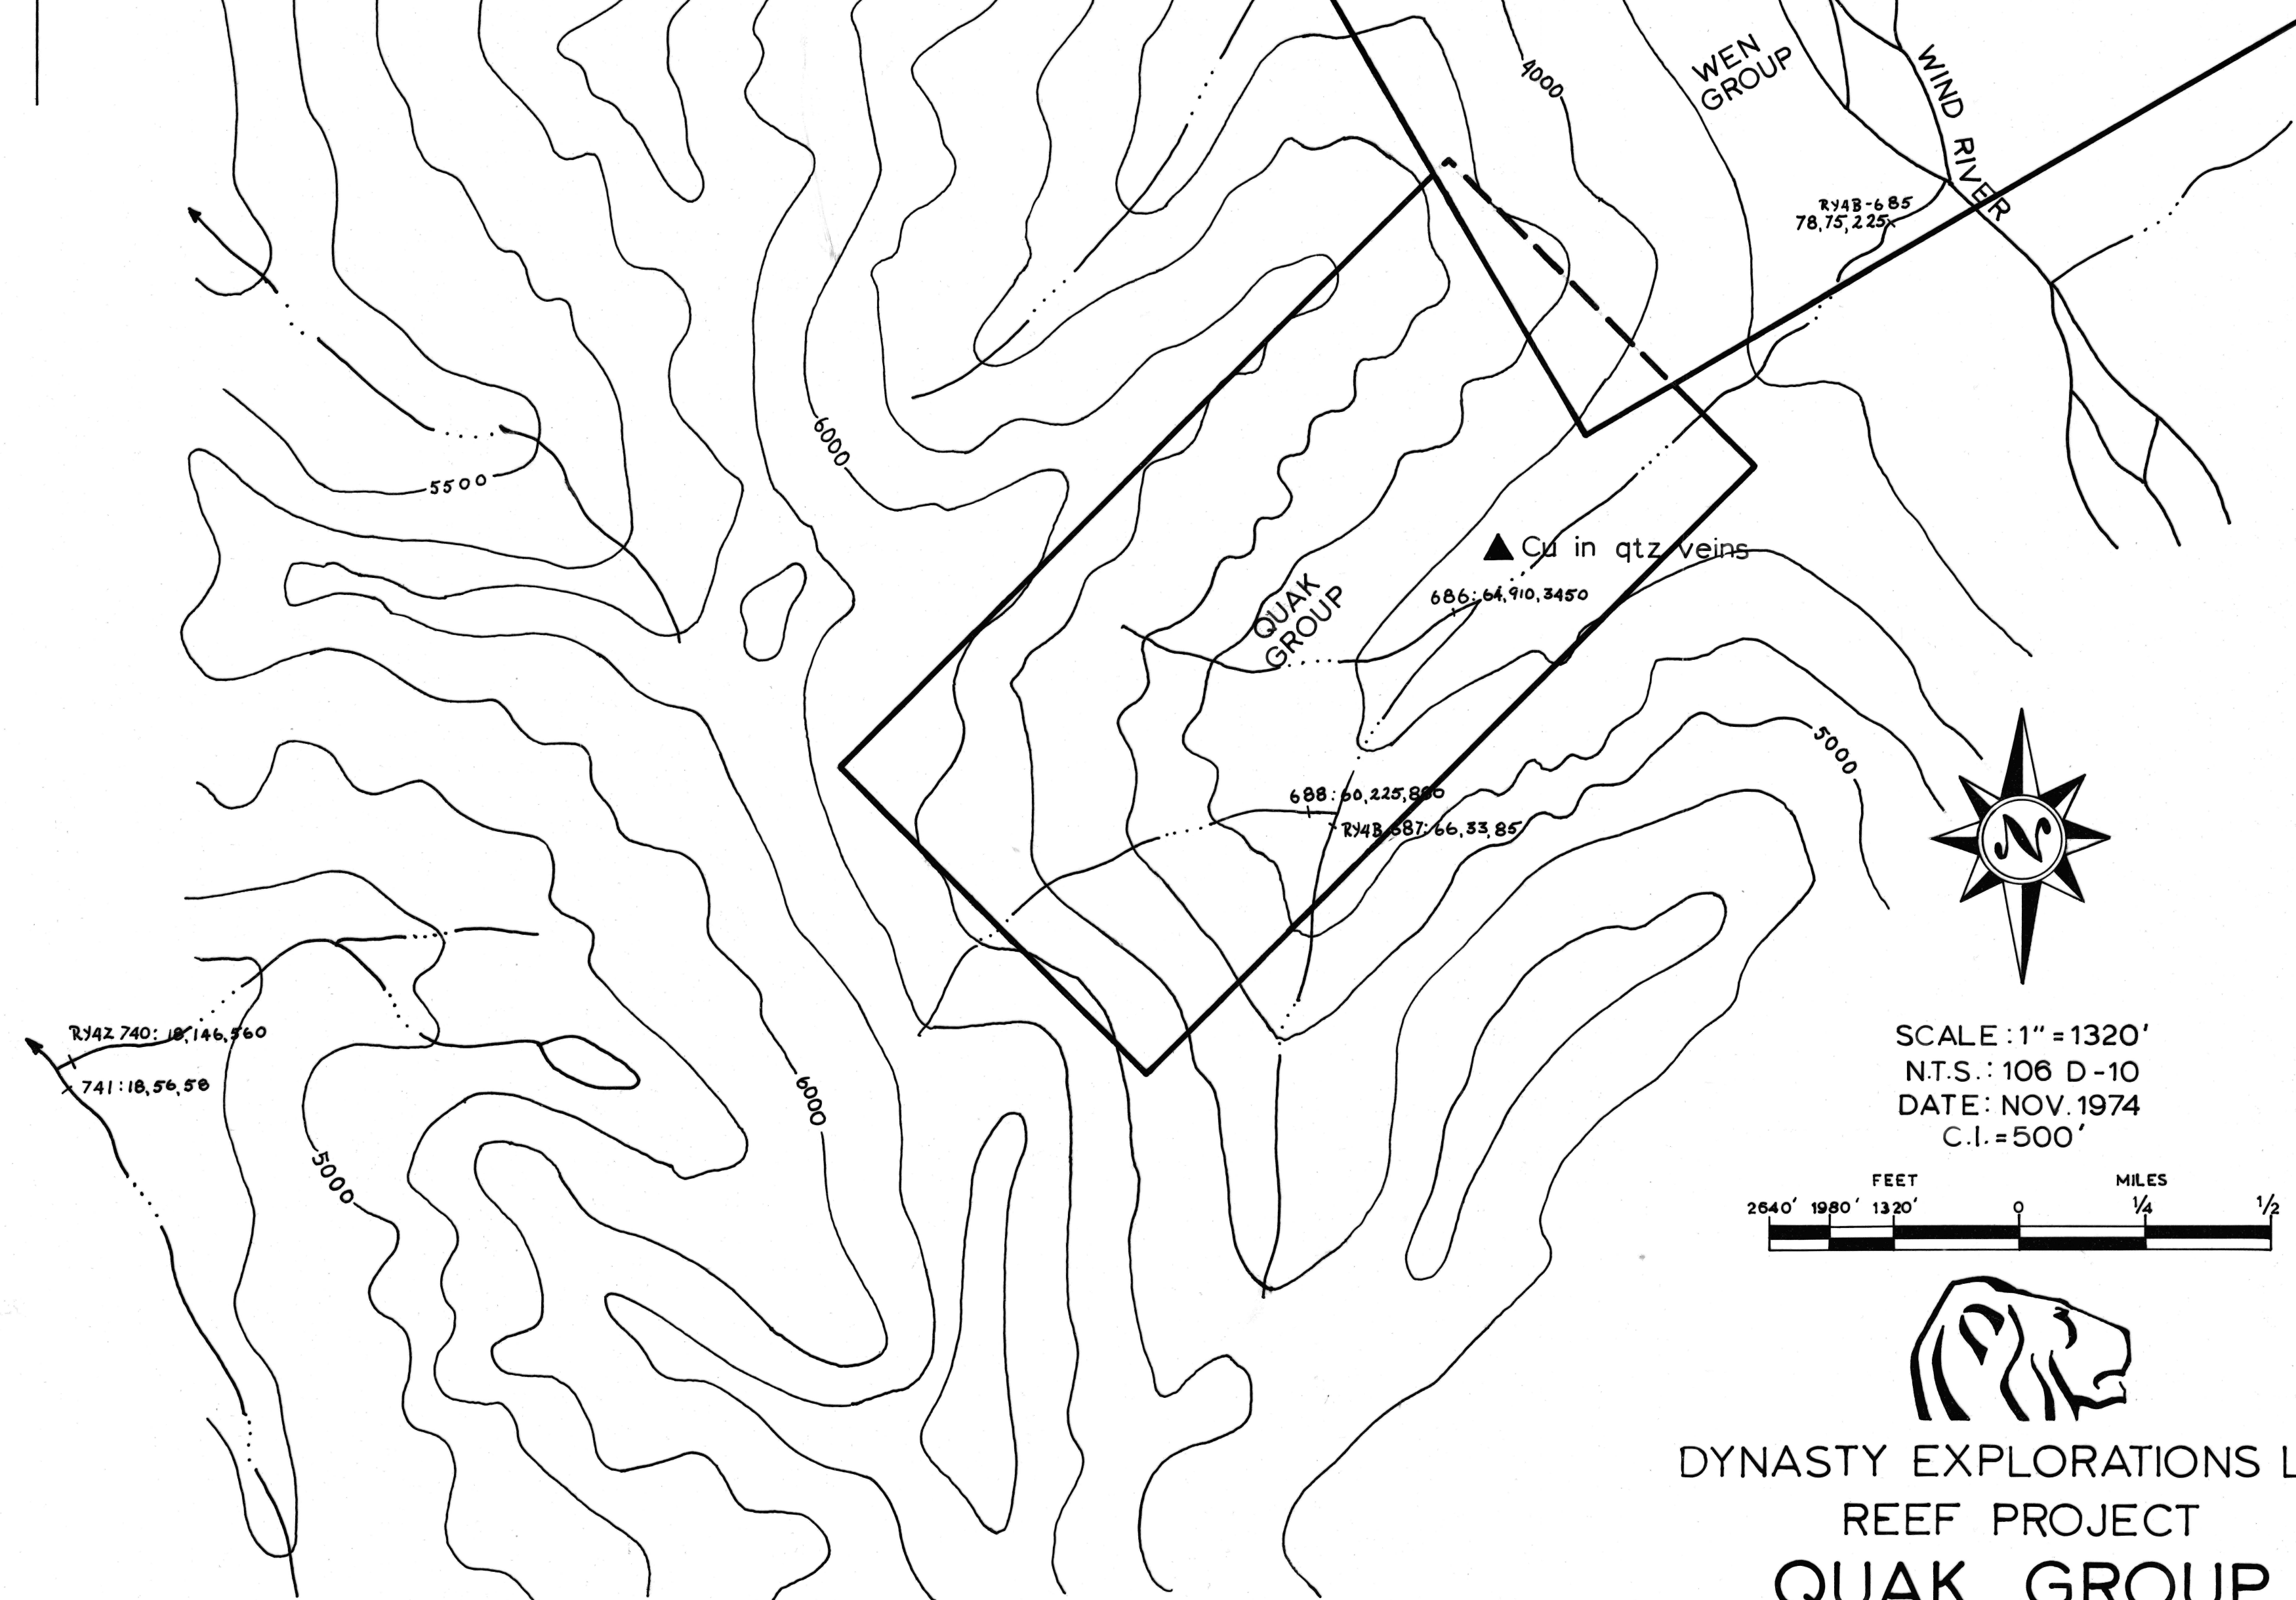 WEN
GROUP
4000
WIND RIVER
RY4B-685
78,75,225
6000
5500
Cu in qtz veins
686:64,910,3450
QUAK
GROUP
5000
688:60,225,880
RY4B 687:66,33,85
N
RY4Z 740: 18,146,560
741:18,56,58
6000
5000
SCALE: 1"=1320'
N.T.S.: 106 D-10
DATE: NOV. 1974
C.I.=500'
FEET MILES
2640' 1980' 1320' 0 1/4 1/2
DYNASTY EXPLORATIONS L
REEF PROJECT
QUAK GROUP